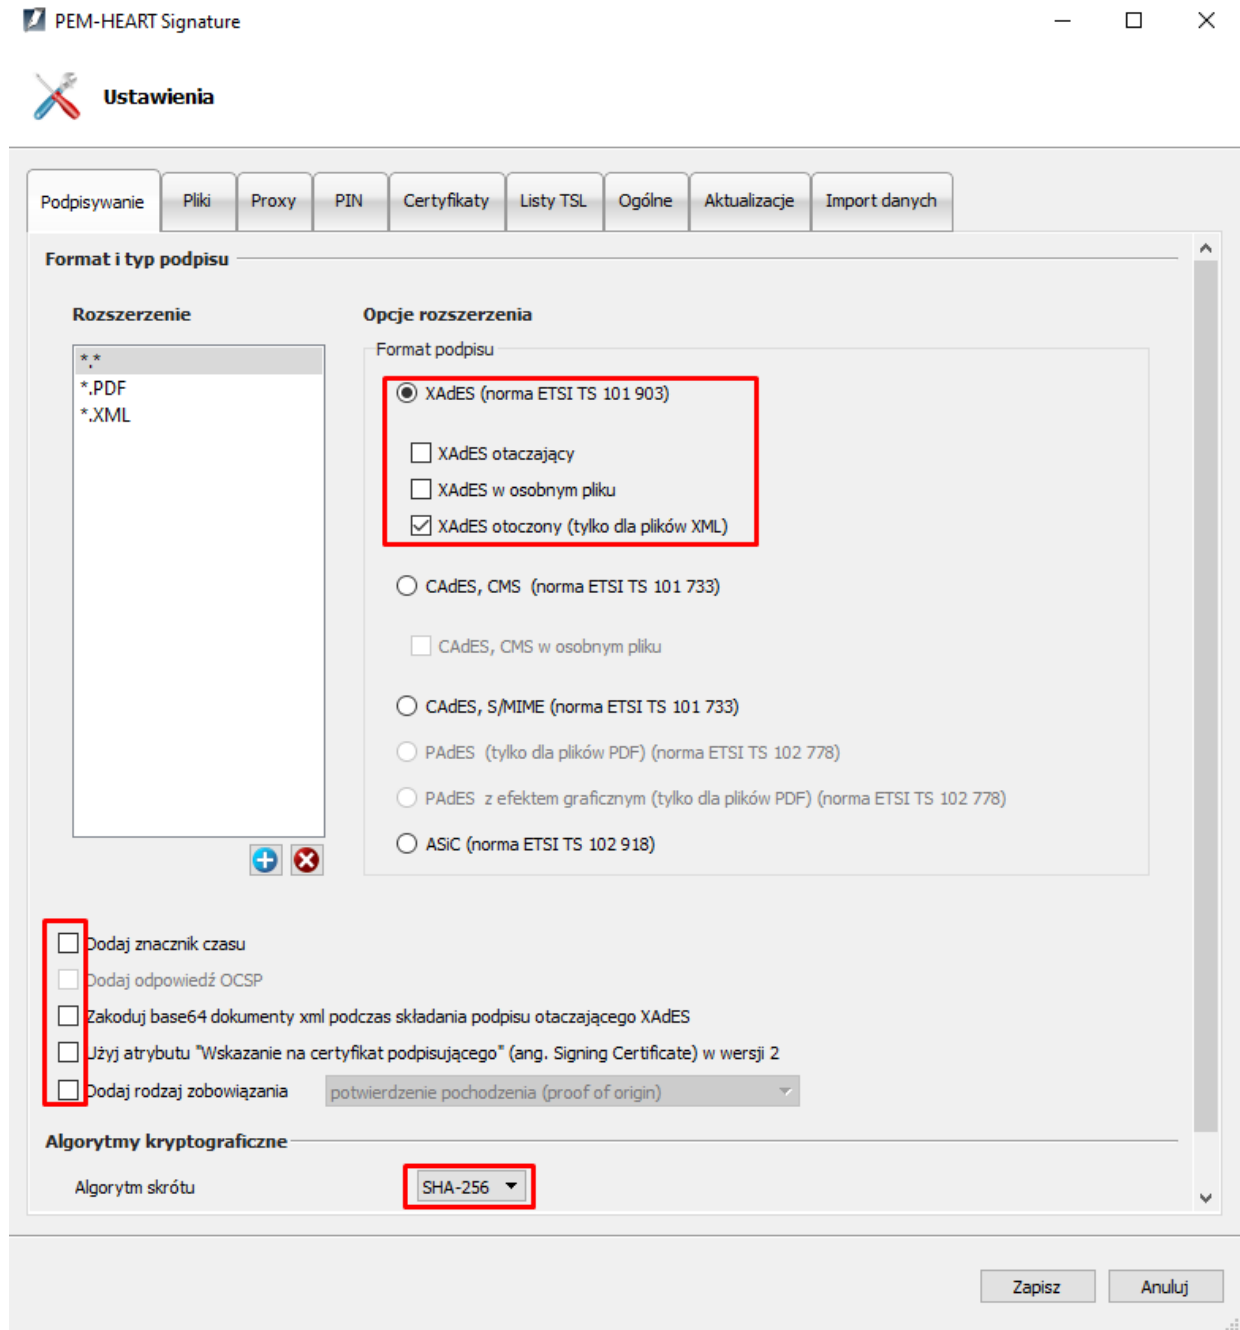 PEM-HEART Signature
Ustawienia
Podpisywanie Pliki Proxy PIN Certyfikaty Listy TSL Ogólne Aktualizacje Import danych
Format i typ podpisu
Rozszerzenie
*.*
*.PDF
*.XML
Opcje rozszerzenia
Format podpisu
XAdES (norma ETSI TS 101 903)
XAdES otaczający
XAdES w osobnym pliku
XAdES otoczony (tylko dla plików XML)
CAdES, CMS (norma ETSI TS 101 733)
CAdES, CMS w osobnym pliku
CAdES, S/MIME (norma ETSI TS 101 733)
PAdES (tylko dla plików PDF) (norma ETSI TS 102 778)
PAdES z efektem graficznym (tylko dla plików PDF) (norma ETSI TS 102 778)
ASiC (norma ETSI TS 102 918)
Dodaj znacznik czasu
Dodaj odpowiedź OCSP
Zakoduj base64 dokumenty xml podczas składania podpisu otaczającego XAdES
Użyj atrybutu "Wskazanie na certyfikat podpisującego" (ang. Signing Certificate) w wersji 2
Dodaj rodzaj zobowiązania potwierdzenie pochodzenia (proof of origin)
Algorytmy kryptograficzne
Algorytm skrótu SHA-256
Zapisz Anuluj